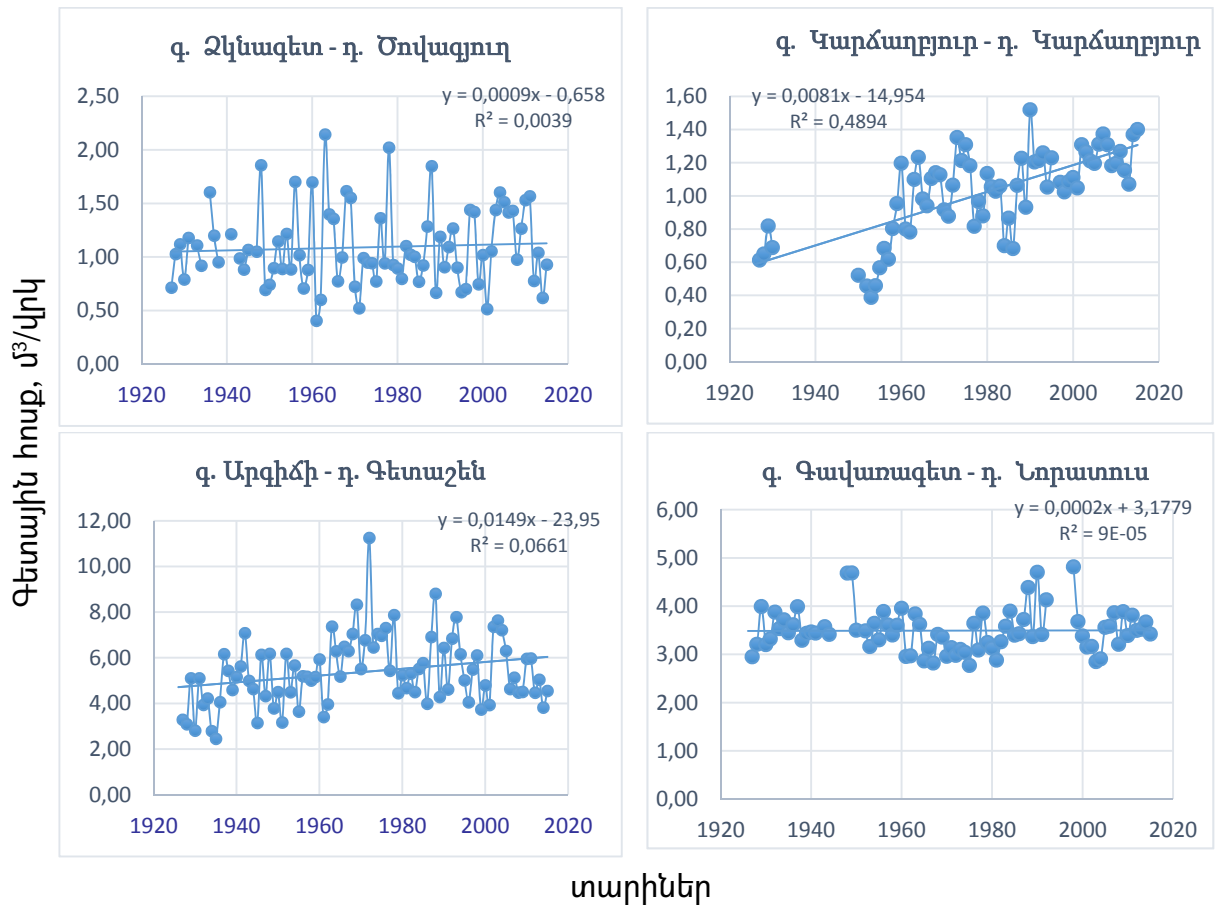 Գետային հոսք, մ³/վրկ
գ. Ձկնագետ - դ. Ծովագյուղ
y = 0,0009x - 0,658
R² = 0,0039
2,50
2,00
1,50
1,00
0,50
0,00
1920 1940 1960 1980 2000 2020
գ. Կարճաղբյուր - դ. Կարճաղբյուր
y = 0,0081x - 14,954
R² = 0,4894
1,60
1,40
1,20
1,00
0,80
0,60
0,40
0,20
0,00
1920 1940 1960 1980 2000 2020
գ. Արգիճի - դ. Գետաշեն
y = 0,0149x - 23,95
R² = 0,0661
12,00
10,00
8,00
6,00
4,00
2,00
0,00
1920 1940 1960 1980 2000 2020
գ. Գավառագետ - դ. Նորատուս
y = 0,0002x + 3,1779
R² = 9E-05
6,00
5,00
4,00
3,00
2,00
1,00
0,00
1920 1940 1960 1980 2000 2020
տարիներ